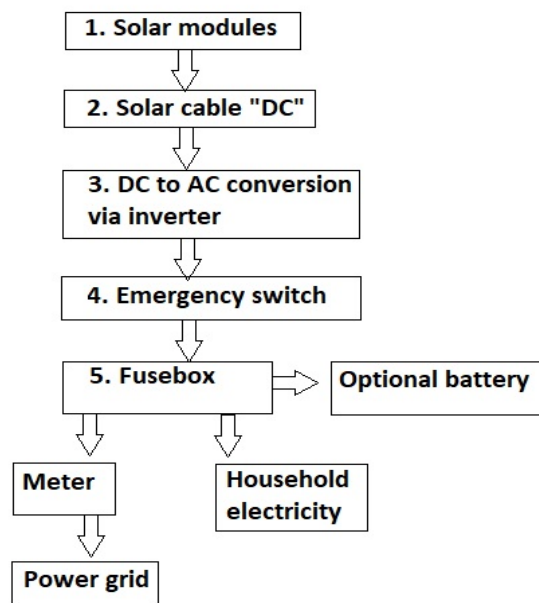 1. Solar modules
2. Solar cable "DC"
3. DC to AC conversion
via inverter
4. Emergency switch
5. Fusebox
Optional battery
Meter
Household
electricity
Power grid